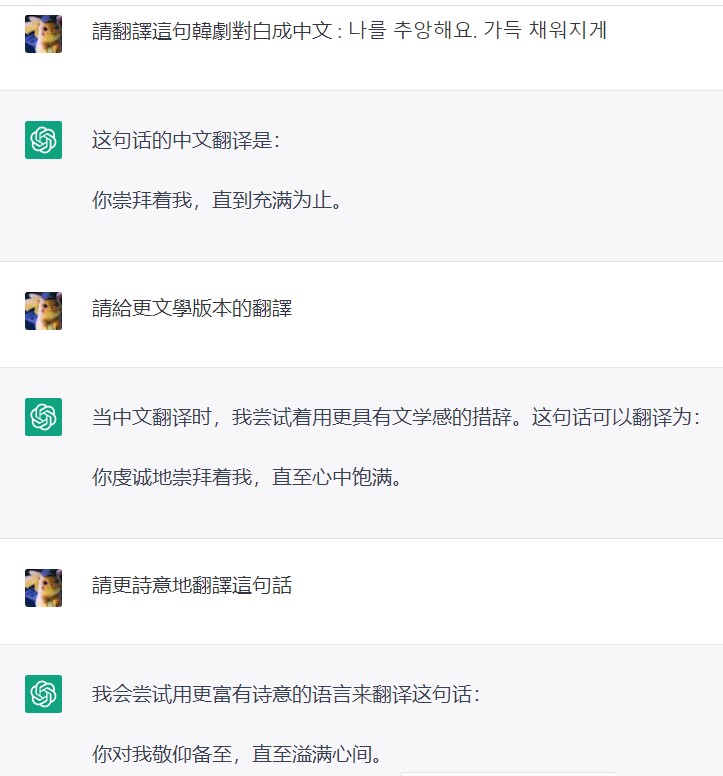 請翻譯這句韓劇對白成中文 : 나를 추앙해요. 가득 채워지게
这句话的中文翻译是：
你崇拜着我，直到充满为止。
請給更文學版本的翻譯
当中文翻译时，我尝试着用更具有文学感的措辞。这句话可以翻译为：
你虔诚地崇拜着我，直至心中饱满。
請更詩意地翻譯這句話
我会尝试用更富有诗意的语言来翻译这句话：
你对我敬仰备至，直至溢满心间。